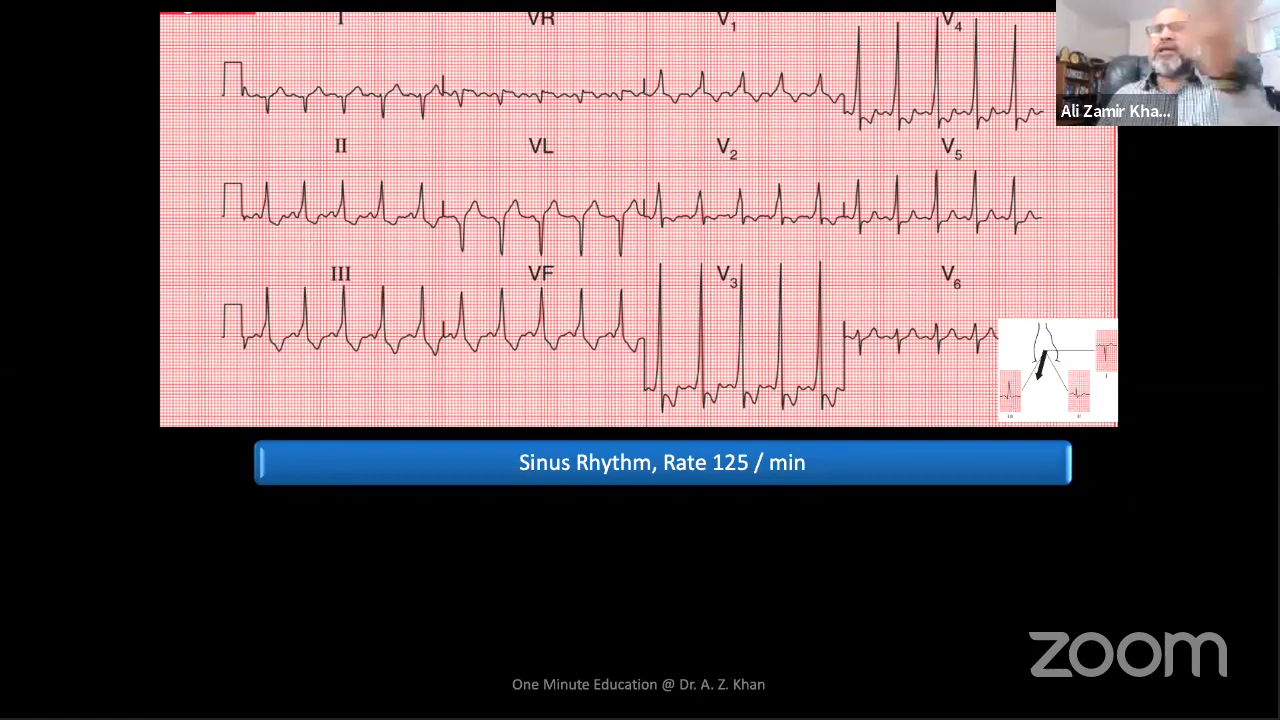 I VR V1 V4
Ali Zamir Kha...
II VL V2 V5
III VF V3 V6
Sinus Rhythm, Rate 125 / min
zoom
One Minute Education @ Dr. A. Z. Khan